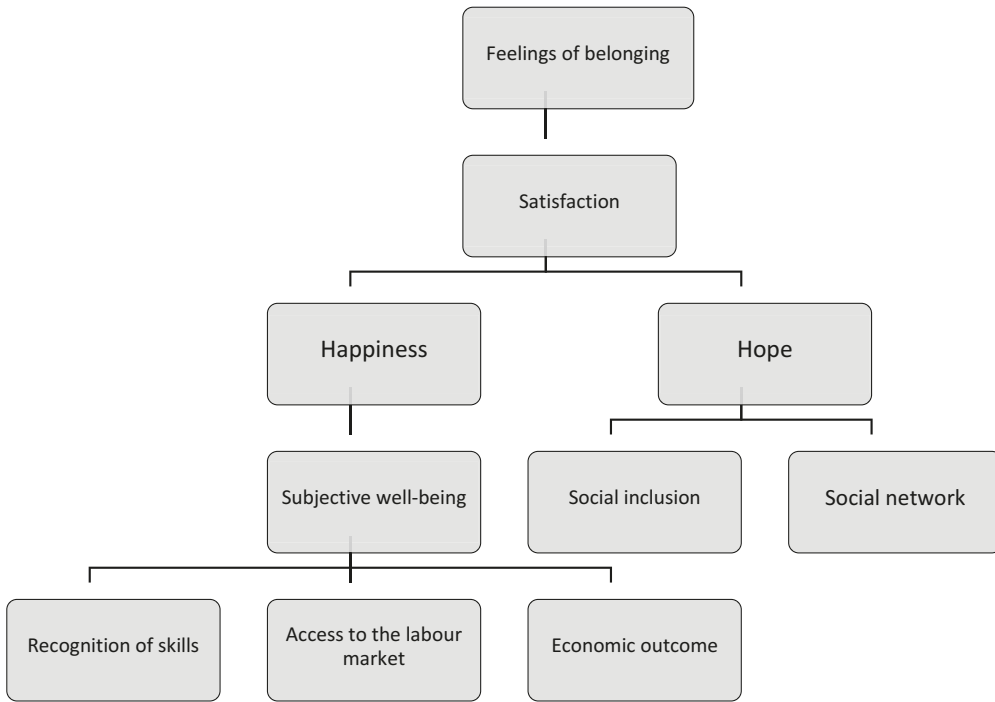 Feelings of belonging
Satisfaction
Happiness
Hope
Subjective well-being
Social inclusion
Social network
Recognition of skills
Access to the labour
market
Economic outcome